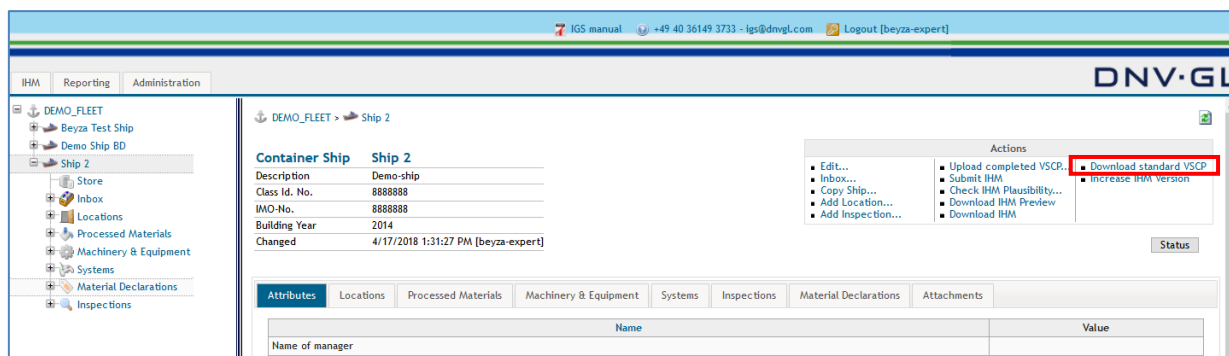 IGS manual +49 40 36149 3733 - igs@dnvgl.com Logout [beyza-expert]
IHM Reporting Administration
DNV·GL
DEMO_FLEET
Beyza Test Ship
Demo Ship BD
Ship 2
Store
Inbox
Locations
Processed Materials
Machinery & Equipment
Systems
Material Declarations
Inspections
DEMO_FLEET > Ship 2
Container Ship Ship 2
Description Demo-ship
Class Id. No. 8888888
IMO-No. 8888888
Building Year 2014
Changed 4/17/2018 1:31:27 PM [beyza-expert]
Actions
Edit...
Inbox...
Copy Ship...
Add Location...
Add Inspection...
Upload completed VSCP...
Submit IHM
Check IHM Plausibility...
Download IHM Preview
Download IHM
Download standard VSCP
Increase IHM Version
Status
Attributes Locations Processed Materials Machinery & Equipment Systems Inspections Material Declarations Attachments
Name Value
Name of manager